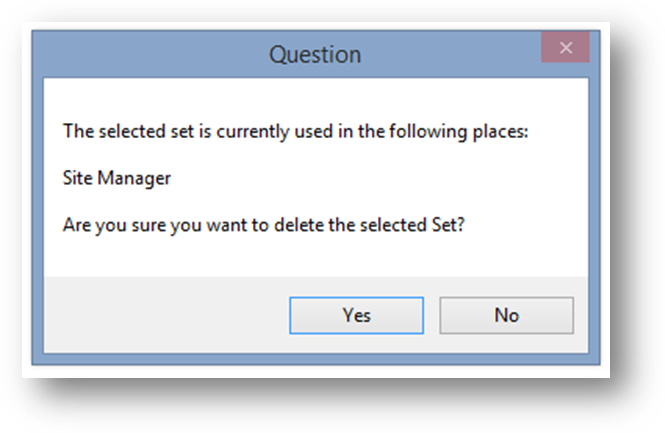 Question
The selected set is currently used in the following places:
Site Manager
Are you sure you want to delete the selected Set?
Yes
No